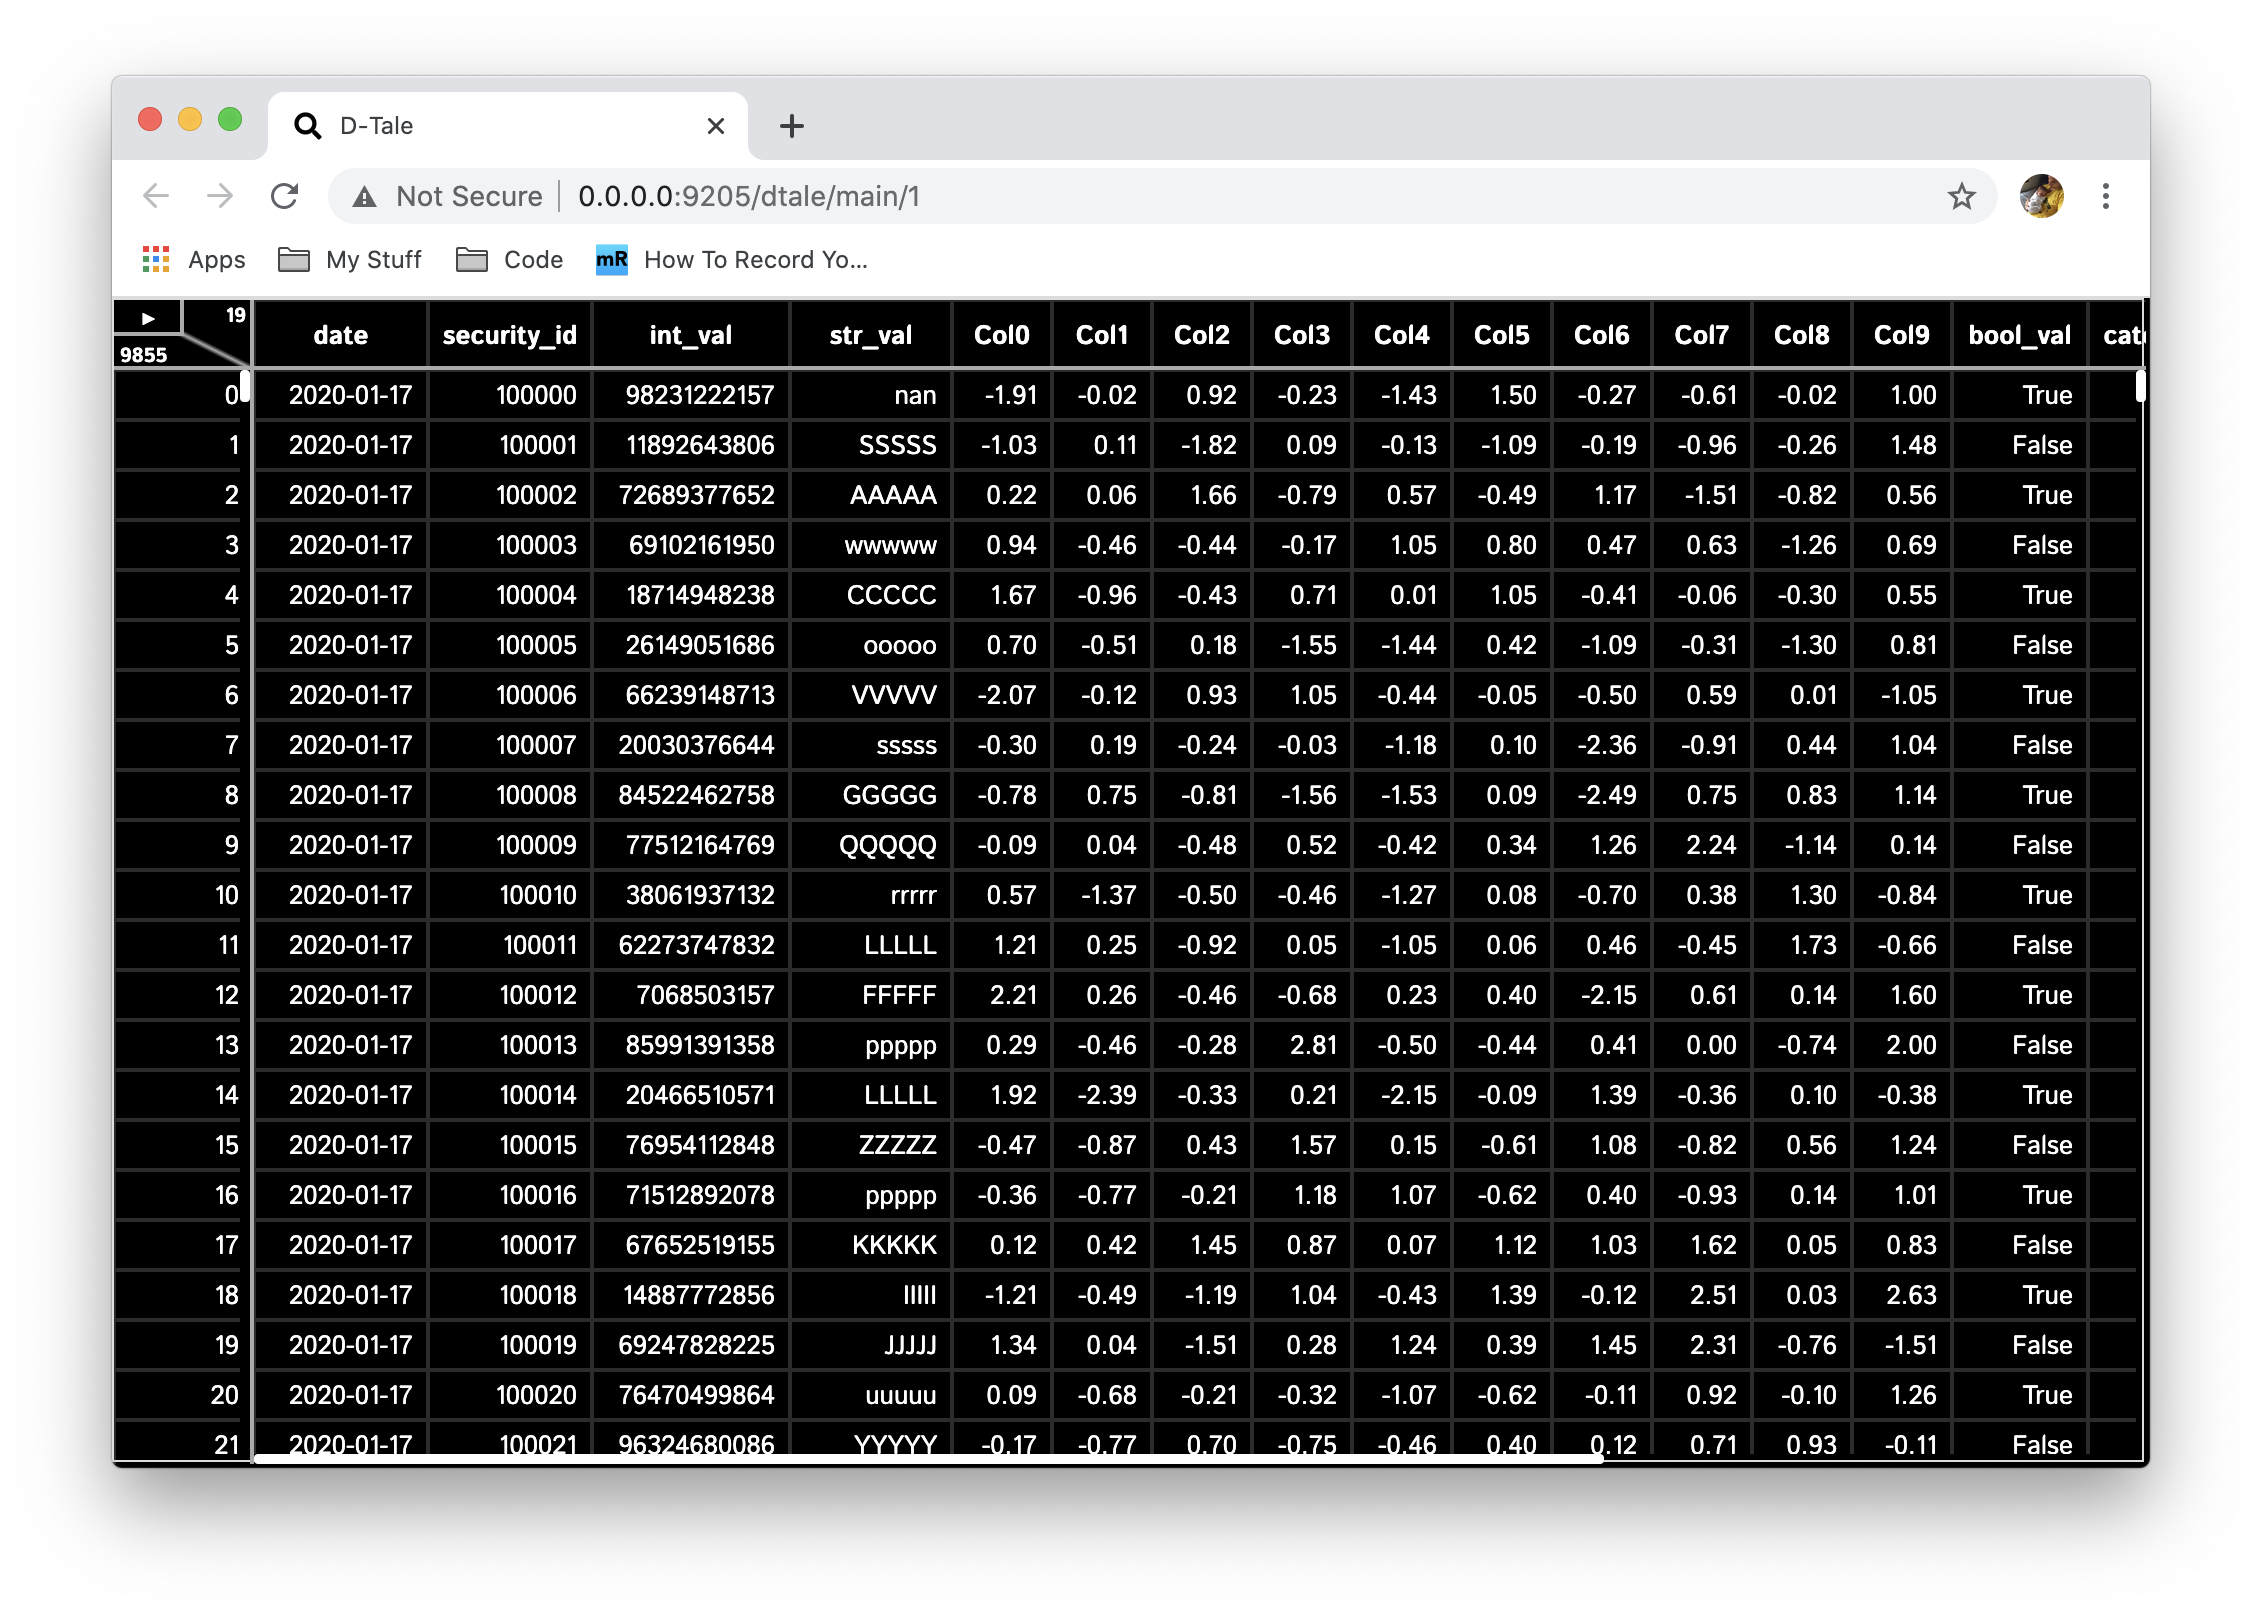 D-Tale
Not Secure 0.0.0.0:9205/dtale/main/1
Apps My Stuff Code mR How To Record Yo...
19
9855
date security_id int_val str_val Col0 Col1 Col2 Col3 Col4 Col5 Col6 Col7 Col8 Col9 bool_val cat
0 2020-01-17 100000 98231222157 nan -1.91 -0.02 0.92 -0.23 -1.43 1.50 -0.27 -0.61 -0.02 1.00 True
1 2020-01-17 100001 11892643806 SSSSS -1.03 0.11 -1.82 0.09 -0.13 -1.09 -0.19 -0.96 -0.26 1.48 False
2 2020-01-17 100002 72689377652 AAAAA 0.22 0.06 1.66 -0.79 0.57 -0.49 1.17 -1.51 -0.82 0.56 True
3 2020-01-17 100003 69102161950 wwwww 0.94 -0.46 -0.44 -0.17 1.05 0.80 0.47 0.63 -1.26 0.69 False
4 2020-01-17 100004 18714948238 CCCCC 1.67 -0.96 -0.43 0.71 0.01 1.05 -0.41 -0.06 -0.30 0.55 True
5 2020-01-17 100005 26149051686 ooooo 0.70 -0.51 0.18 -1.55 -1.44 0.42 -1.09 -0.31 -1.30 0.81 False
6 2020-01-17 100006 66239148713 VVVVV -2.07 -0.12 0.93 1.05 -0.44 -0.05 -0.50 0.59 0.01 -1.05 True
7 2020-01-17 100007 20030376644 sssss -0.30 0.19 -0.24 -0.03 -1.18 0.10 -2.36 -0.91 0.44 1.04 False
8 2020-01-17 100008 84522462758 GGGGG -0.78 0.75 -0.81 -1.56 -1.53 0.09 -2.49 0.75 0.83 1.14 True
9 2020-01-17 100009 77512164769 QQQQQ -0.09 0.04 -0.48 0.52 -0.42 0.34 1.26 2.24 -1.14 0.14 False
10 2020-01-17 100010 38061937132 rrrrr 0.57 -1.37 -0.50 -0.46 -1.27 0.08 -0.70 0.38 1.30 -0.84 True
11 2020-01-17 100011 62273747832 LLLLL 1.21 0.25 -0.92 0.05 -1.05 0.06 0.46 -0.45 1.73 -0.66 False
12 2020-01-17 100012 7068503157 FFFFF 2.21 0.26 -0.46 -0.68 0.23 0.40 -2.15 0.61 0.14 1.60 True
13 2020-01-17 100013 85991391358 ppppp 0.29 -0.46 -0.28 2.81 -0.50 -0.44 0.41 0.00 -0.74 2.00 False
14 2020-01-17 100014 20466510571 LLLLL 1.92 -2.39 -0.33 0.21 -2.15 -0.09 1.39 -0.36 0.10 -0.38 True
15 2020-01-17 100015 76954112848 ZZZZZ -0.47 -0.87 0.43 1.57 0.15 -0.61 1.08 -0.82 0.56 1.24 False
16 2020-01-17 100016 71512892078 ppppp -0.36 -0.77 -0.21 1.18 1.07 -0.62 0.40 -0.93 0.14 1.01 True
17 2020-01-17 100017 67652519155 KKKKK 0.12 0.42 1.45 0.87 0.07 1.12 1.03 1.62 0.05 0.83 False
18 2020-01-17 100018 14887772856 lllll -1.21 -0.49 -1.19 1.04 -0.43 1.39 -0.12 2.51 0.03 2.63 True
19 2020-01-17 100019 69247828225 JJJJJ 1.34 0.04 -1.51 0.28 1.24 0.39 1.45 2.31 -0.76 -1.51 False
20 2020-01-17 100020 76470499864 uuuuu 0.09 -0.68 -0.21 -0.32 -1.07 -0.62 -0.11 0.92 -0.10 1.26 True
21 2020-01-17 100021 96324680086 YYYYY -0.17 -0.77 0.70 -0.75 -0.46 0.40 0.12 0.71 0.93 -0.11 False